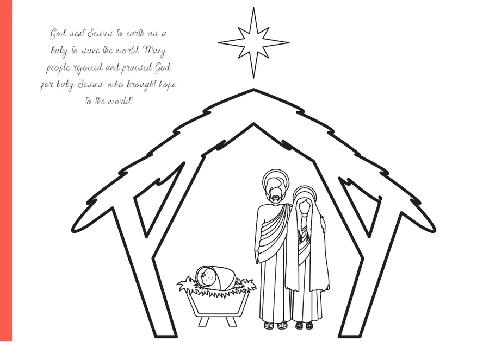 God sent Jesus to earth as a
baby to save the world. Many
people rejoiced and praised God
for baby Jesus, who brought hope
to the world!